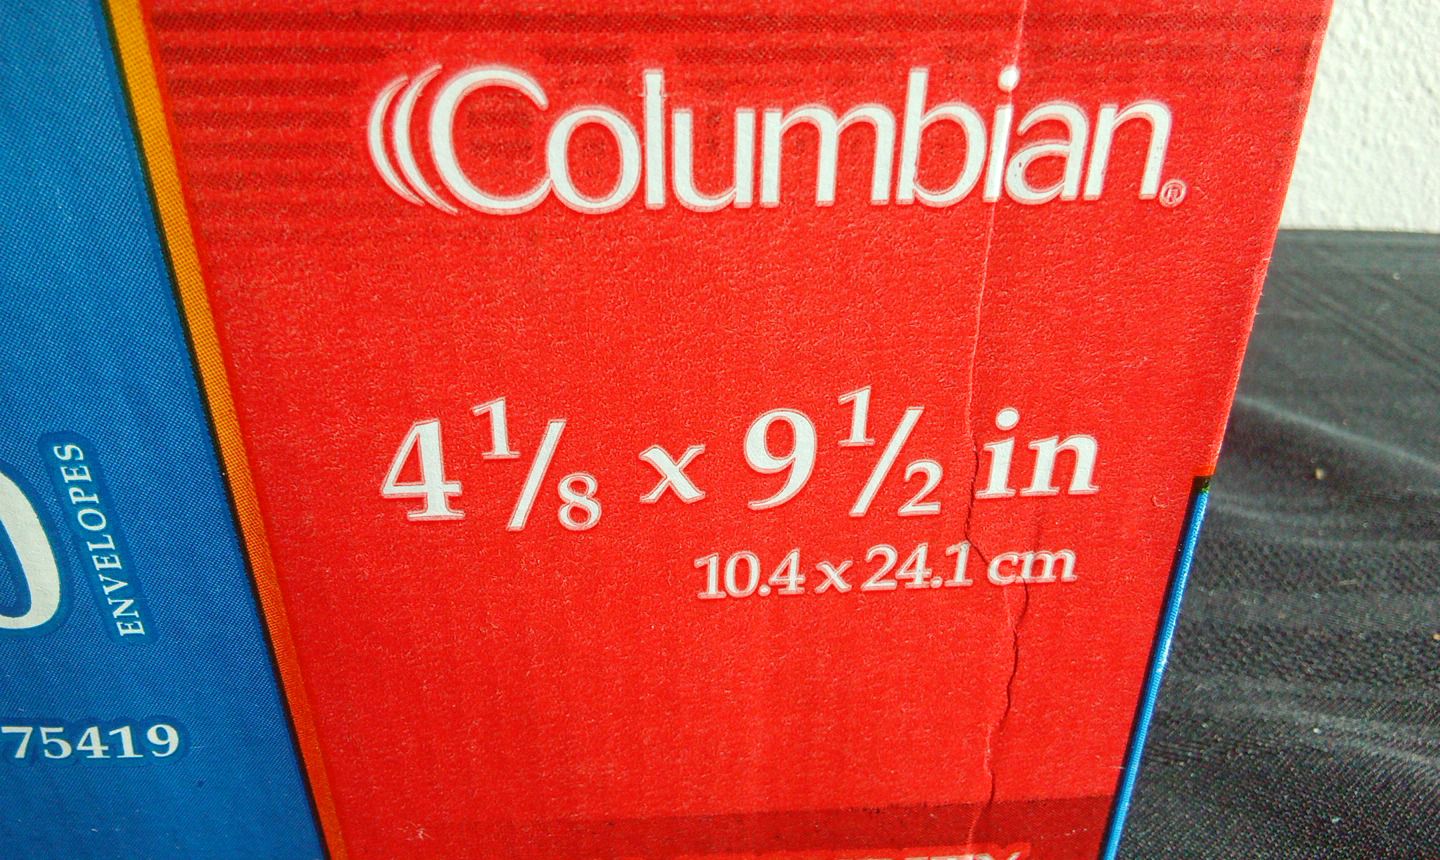 Columbian®
4 1/8 x 9 1/2 in
10.4 x 24.1 cm
ENVELOPES
75419